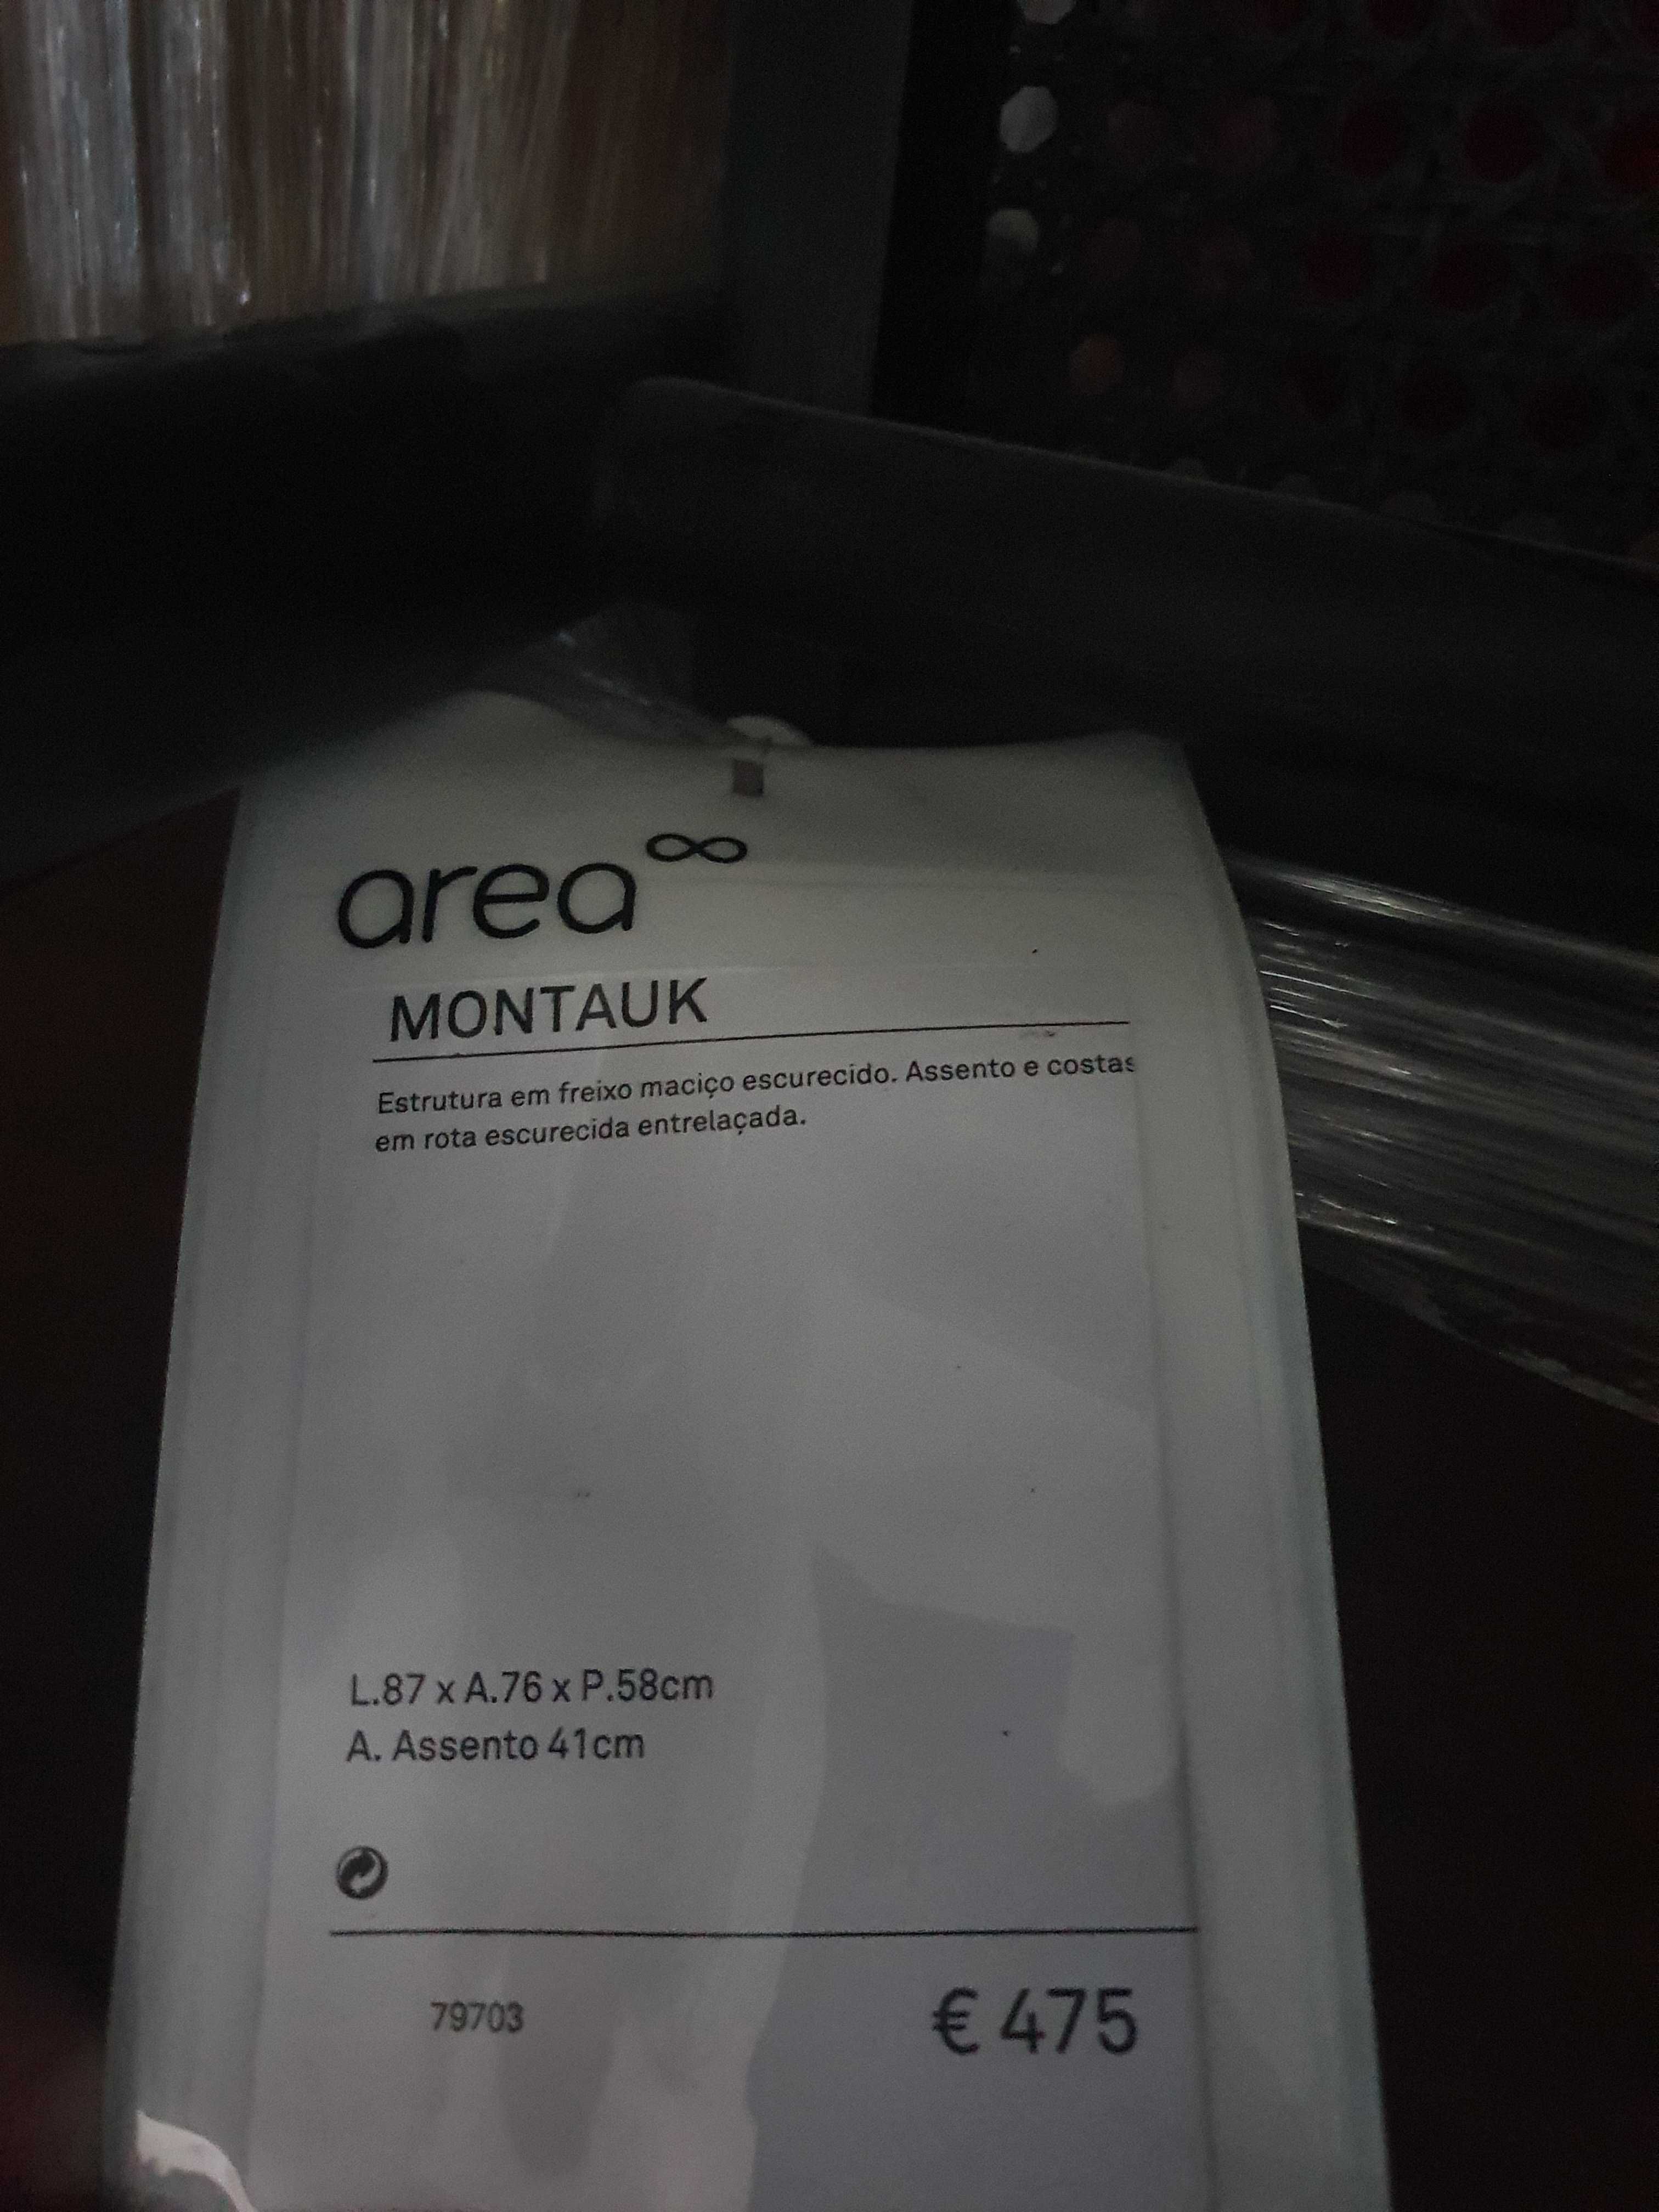 area∞
MONTAUK
Estrutura em freixo maciço escurecido. Assento e costas
em rota escurecida entrelaçada.
L.87 x A.76 x P.58cm
A. Assento 41cm
79703
€ 475